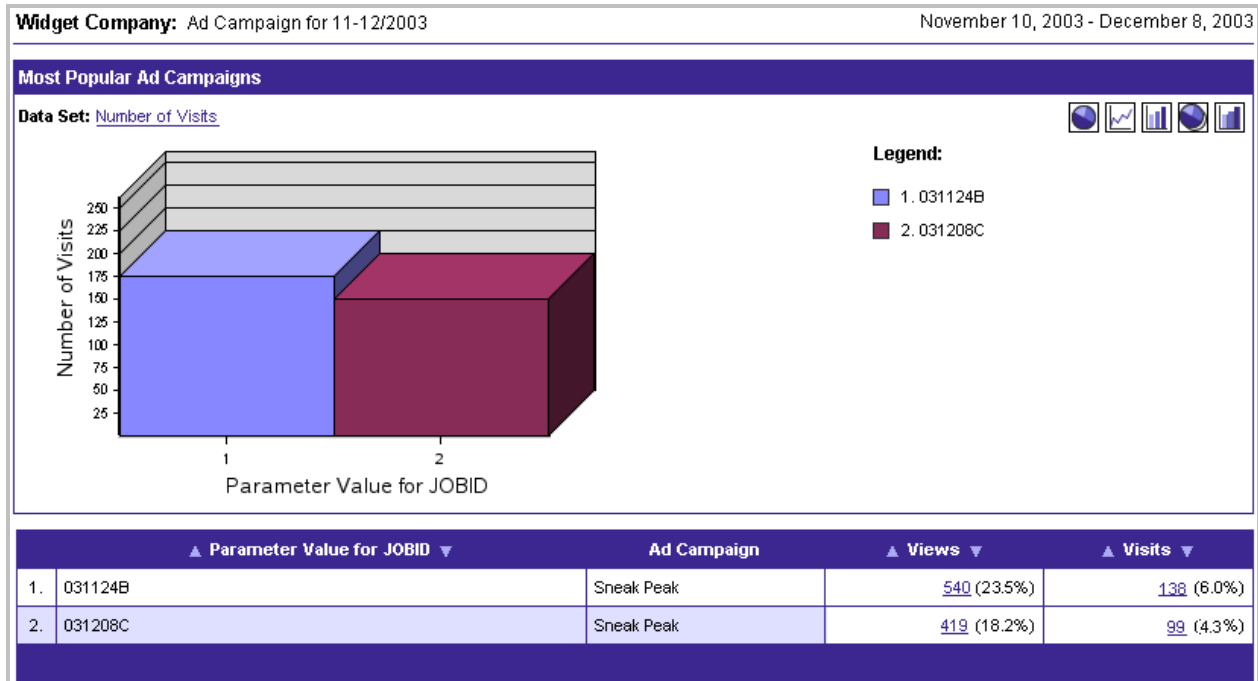 Widget Company: Ad Campaign for 11-12/2003 November 10, 2003 - December 8, 2003
Most Popular Ad Campaigns
Data Set: Number of Visits
Legend:
1. 031124B
2. 031208C
Number of Visits
250
225
200
175
150
125
100
75
50
25
1 2
Parameter Value for JOBID
▲ Parameter Value for JOBID ▼ Ad Campaign ▲ Views ▼ ▲ Visits ▼
1. 031124B Sneak Peak 540 (23.5%) 138 (6.0%)
2. 031208C Sneak Peak 419 (18.2%) 99 (4.3%)